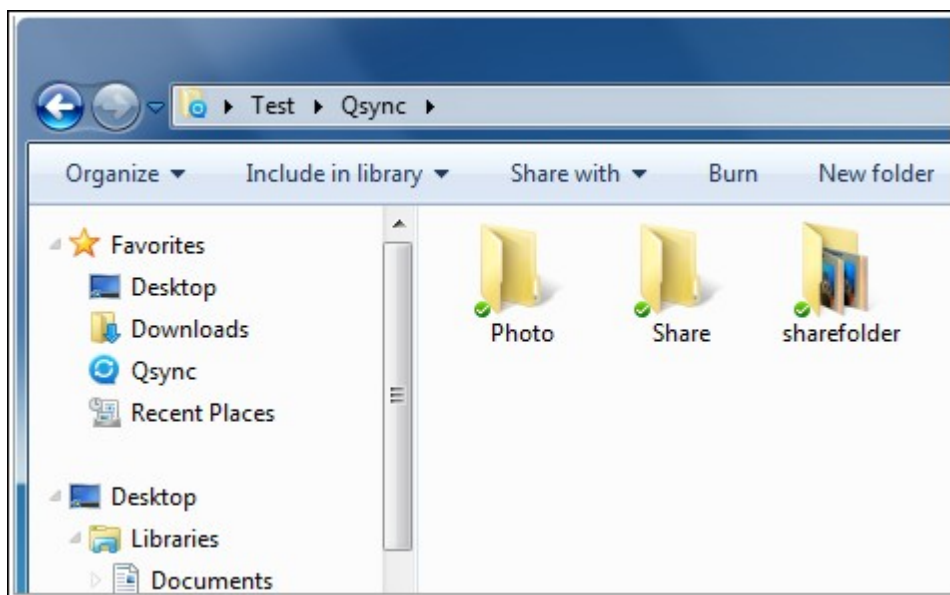 Test Qsync
Organize Include in library Share with Burn New folder
Favorites
Desktop
Downloads
Qsync
Recent Places
Desktop
Libraries
Documents
Photo Share sharefolder